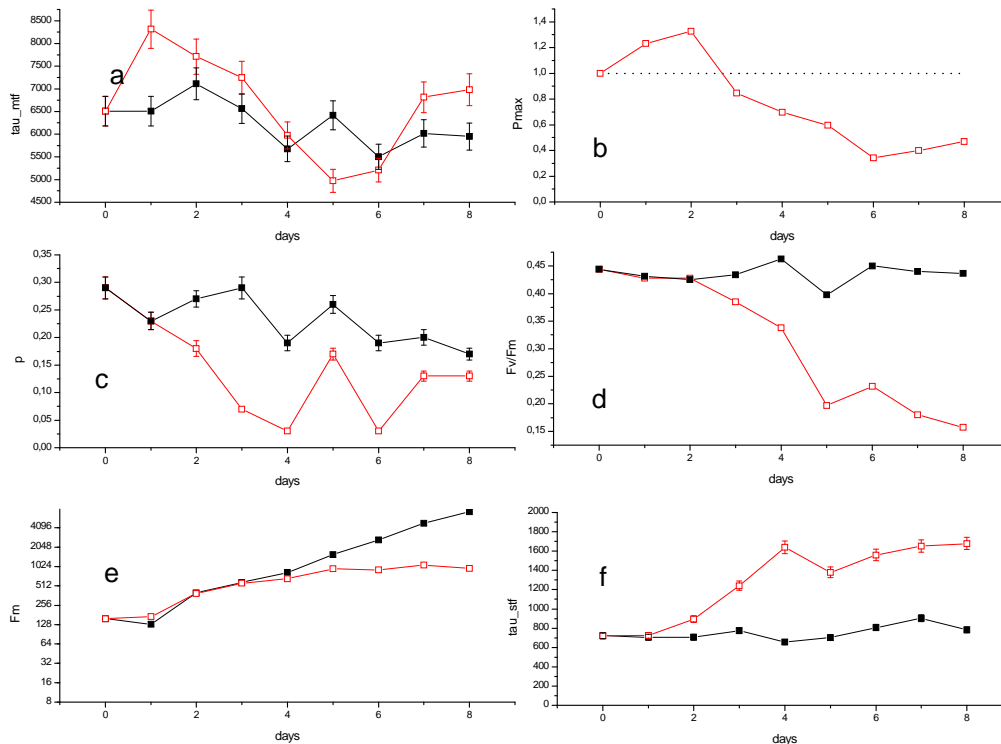 8500
8000
7500
7000
6500
6000
5500
5000
4500
tau_mtf
a
0 2 4 6 8
days
1,4
1,2
1,0
0,8
0,6
0,4
0,2
0,0
Pmax
b
0 2 4 6 8
days
0,35
0,30
0,25
0,20
0,15
0,10
0,05
0,00
p
c
0 2 4 6 8
days
0,45
0,40
0,35
0,30
0,25
0,20
0,15
Fv/Fm
d
0 2 4 6 8
days
4096
2048
1024
512
256
128
64
32
16
8
Fm
e
0 2 4 6 8
days
2000
1800
1600
1400
1200
1000
800
600
400
200
0
tau_stf
f
0 2 4 6 8
days